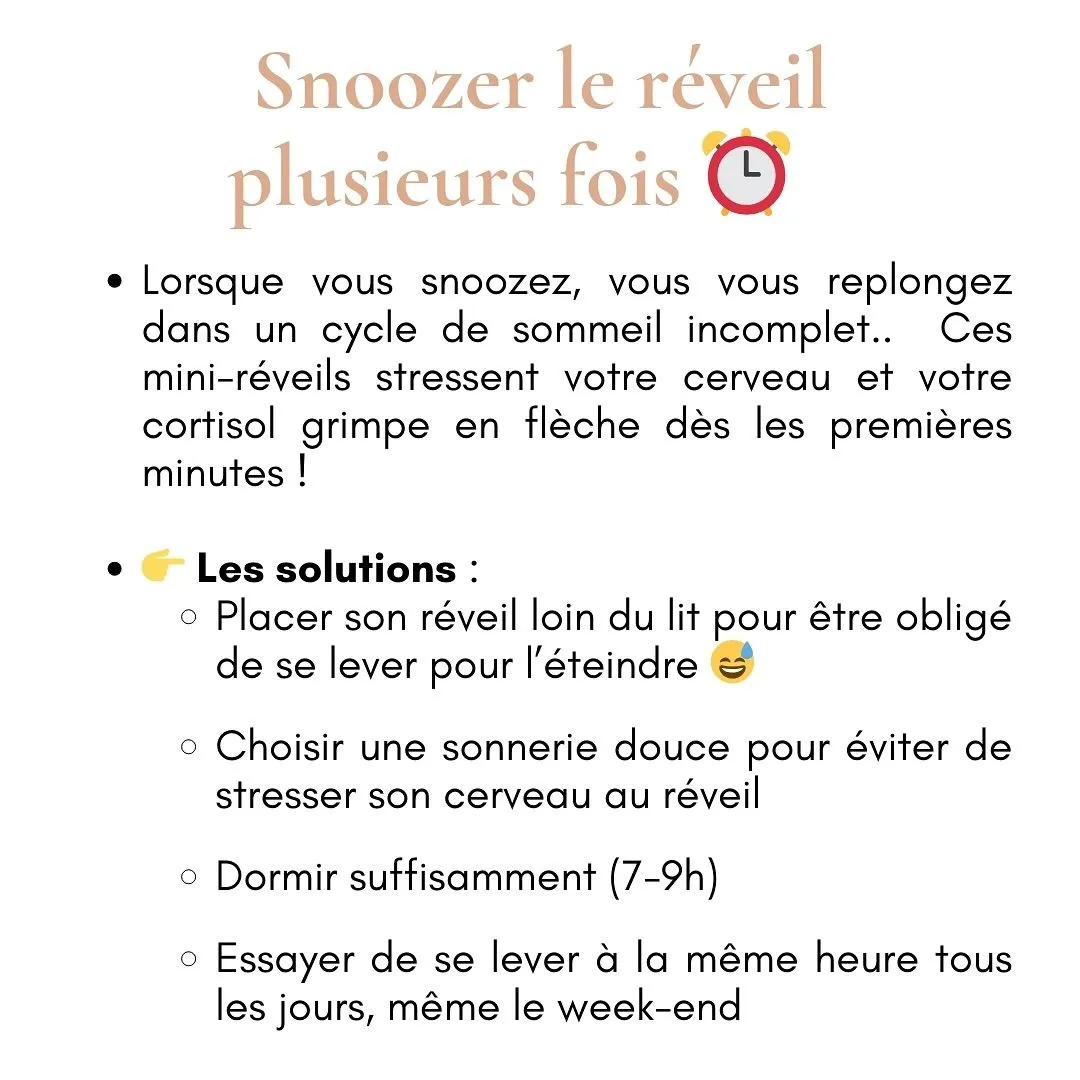 Snoozer le réveil
plusieurs fois ⏰
• Lorsque vous snoozez, vous vous replongez
dans un cycle de sommeil incomplet..  Ces
mini-réveils stressent votre cerveau et votre
cortisol grimpe en flèche dès les premières
minutes !
• 👉 Les solutions :
◦ Placer son réveil loin du lit pour être obligé
de se lever pour l’éteindre 😅
◦ Choisir une sonnerie douce pour éviter de
stresser son cerveau au réveil
◦ Dormir suffisamment (7-9h)
◦ Essayer de se lever à la même heure tous
les jours, même le week-end